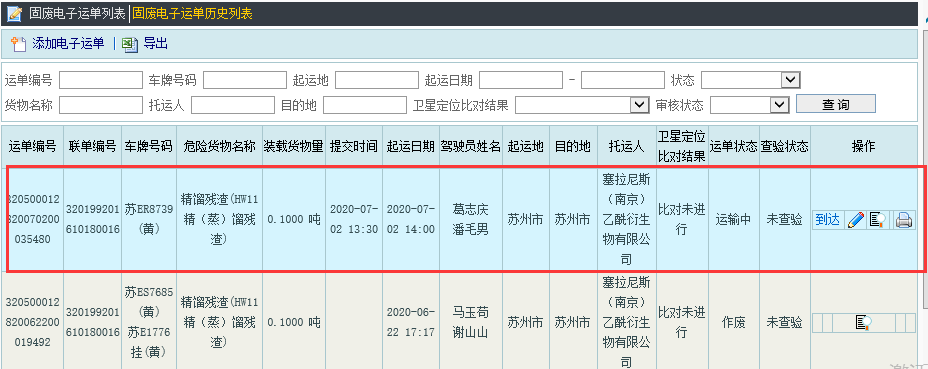 固废电子运单列表 固废电子运单历史列表
添加电子运单 导出
运单编号 车牌号码 起运地 起运日期 - 状态
货物名称 托运人 目的地 卫星定位比对结果 审核状态 查询
运单编号 联单编号 车牌号码 危险货物名称 装载货物量 提交时间 起运日期 驾驶员姓名 起运地 目的地 托运人 卫星定位比对结果 运单状态 查验状态 操作
320500012
820070200
035480
320199201
610180016
苏ER8739
(黄)
精馏残渣(HW11
精（蒸）馏残
渣)
0.1000 吨
2020-07-
02 13:30
2020-07-
02 14:00
葛志庆
潘毛男
苏州市
苏州市
塞拉尼斯
（南京）
乙酰衍生
物有限公
司
比对未进
行
运输中
未查验
到达
320500012
820062200
019492
320199201
610180016
苏ES7685
(黄)
苏E1776
挂(黄)
精馏残渣(HW11
精（蒸）馏残
渣)
0.1000 吨
2020-06-
22 17:17
马玉苟
谢山山
苏州市
苏州市
塞拉尼斯
（南京）
乙酰衍生
物有限公
司
比对未进
行
作废
未查验